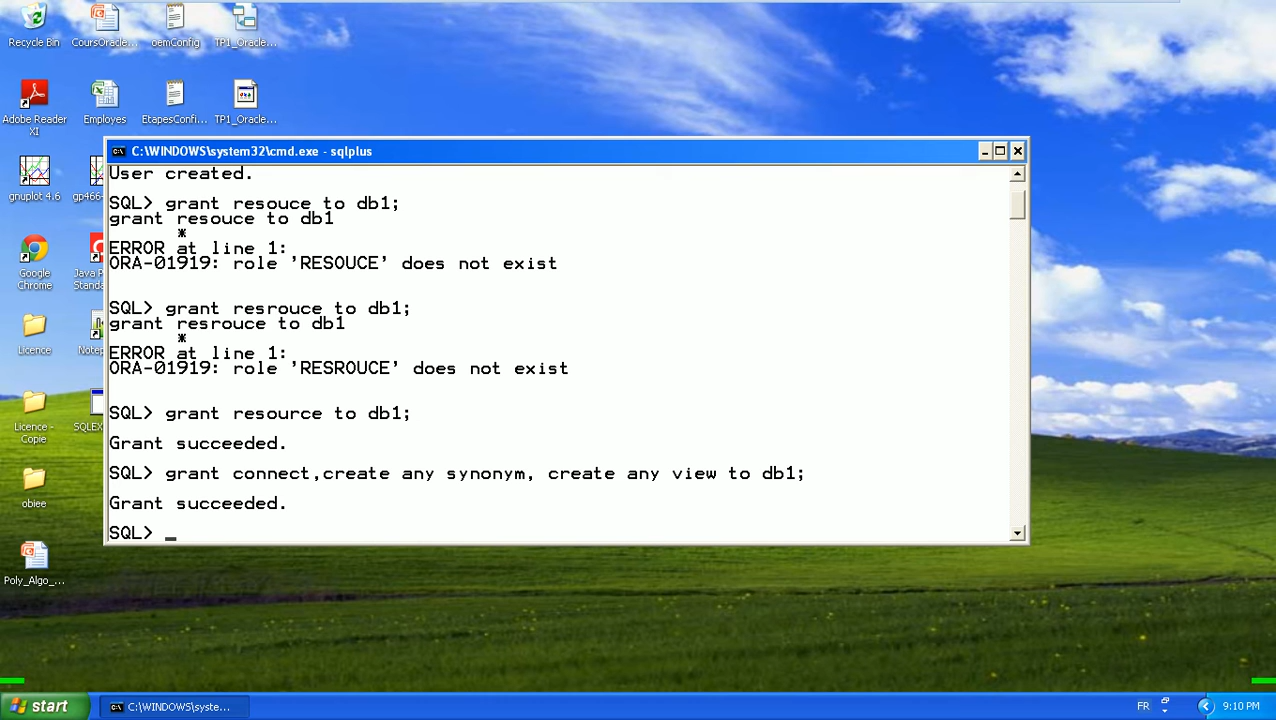 Recycle Bin
CoursOracle...
oemConfig
TP1_Oracle...
Adobe Reader
XI
Employes
EtapesConfi...
TP1_Oracle...
gnuplot 4.6
gp466-
Google
Chrome
Java P
Standa
Licence
Notep
Licence -
Copie
SQLEX
obiee
Poly_Algo_...
C:\WINDOWS\system32\cmd.exe - sqlplus
User created.
SQL> grant resouce to db1;
grant resouce to db1
*
ERROR at line 1:
ORA-01919: role 'RESOUCE' does not exist
SQL> grant resrouce to db1;
grant resrouce to db1
*
ERROR at line 1:
ORA-01919: role 'RESROUCE' does not exist
SQL> grant resource to db1;
Grant succeeded.
SQL> grant connect,create any synonym, create any view to db1;
Grant succeeded.
SQL> _
start
C:\WINDOWS\syste...
FR
9:10 PM